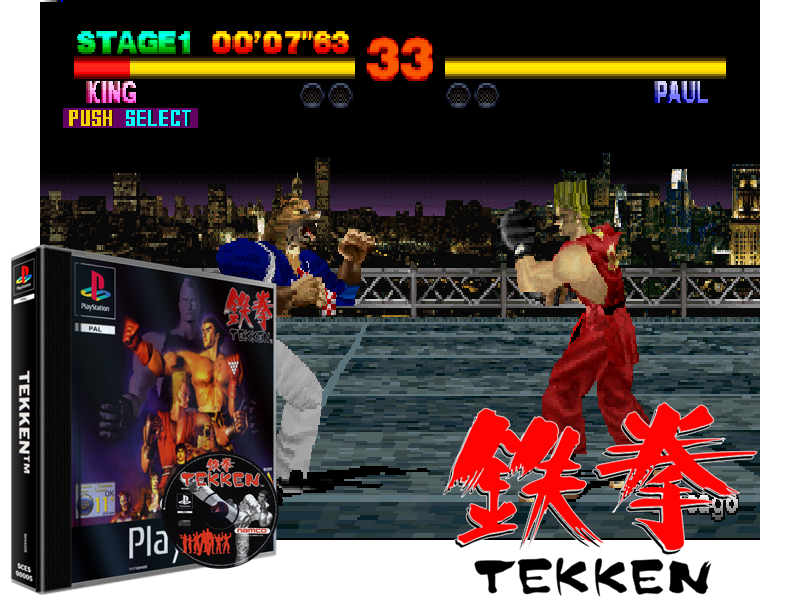 STAGE1 00'07"63
33
KING
PAUL
PUSH SELECT
PlayStation
PAL
TEKKEN™
鉄拳
TEKKEN
鉄拳
TEKKEN
namco
SCES
00005
鉄拳
TEKKEN